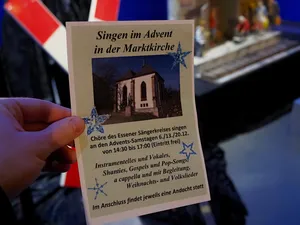 Singen im Advent
in der Marktkirche
Chöre des Essener Sängerkreises singen
an den Advents-Samstagen 6./13./20.12.
von 14:30 bis 17:00 (Eintritt frei)
Instrumentelles und Vokales,
Shanties, Gospels und Pop-Songs
a cappella und mit Begleitung,
Weihnachts- und Volkslieder
Im Anschluss findet jeweils eine Andacht statt